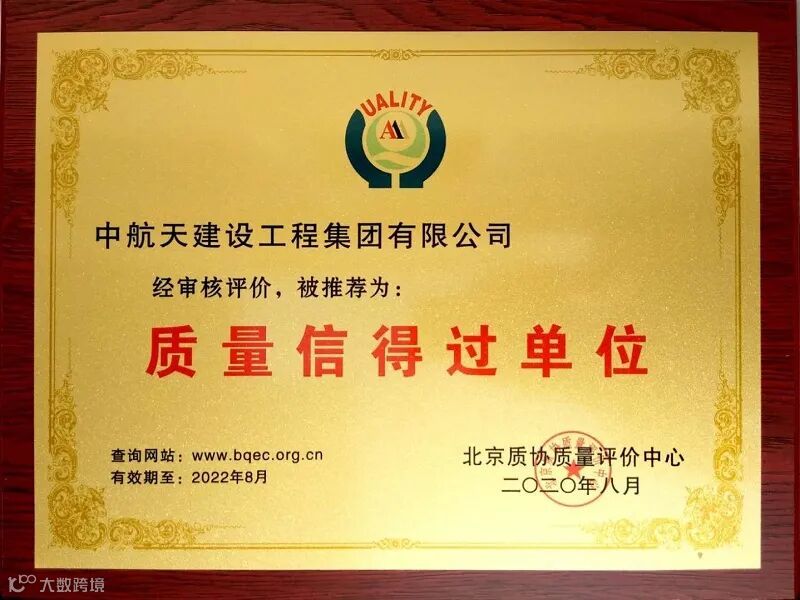 QUALITY
中航天建设工程集团有限公司
经审核评价，被推荐为：
质量信得过单位
查询网站：www.bqec.org.cn
有效期至：2022年8月
北京质协质量评价中心
二〇二〇年八月
大数跨境